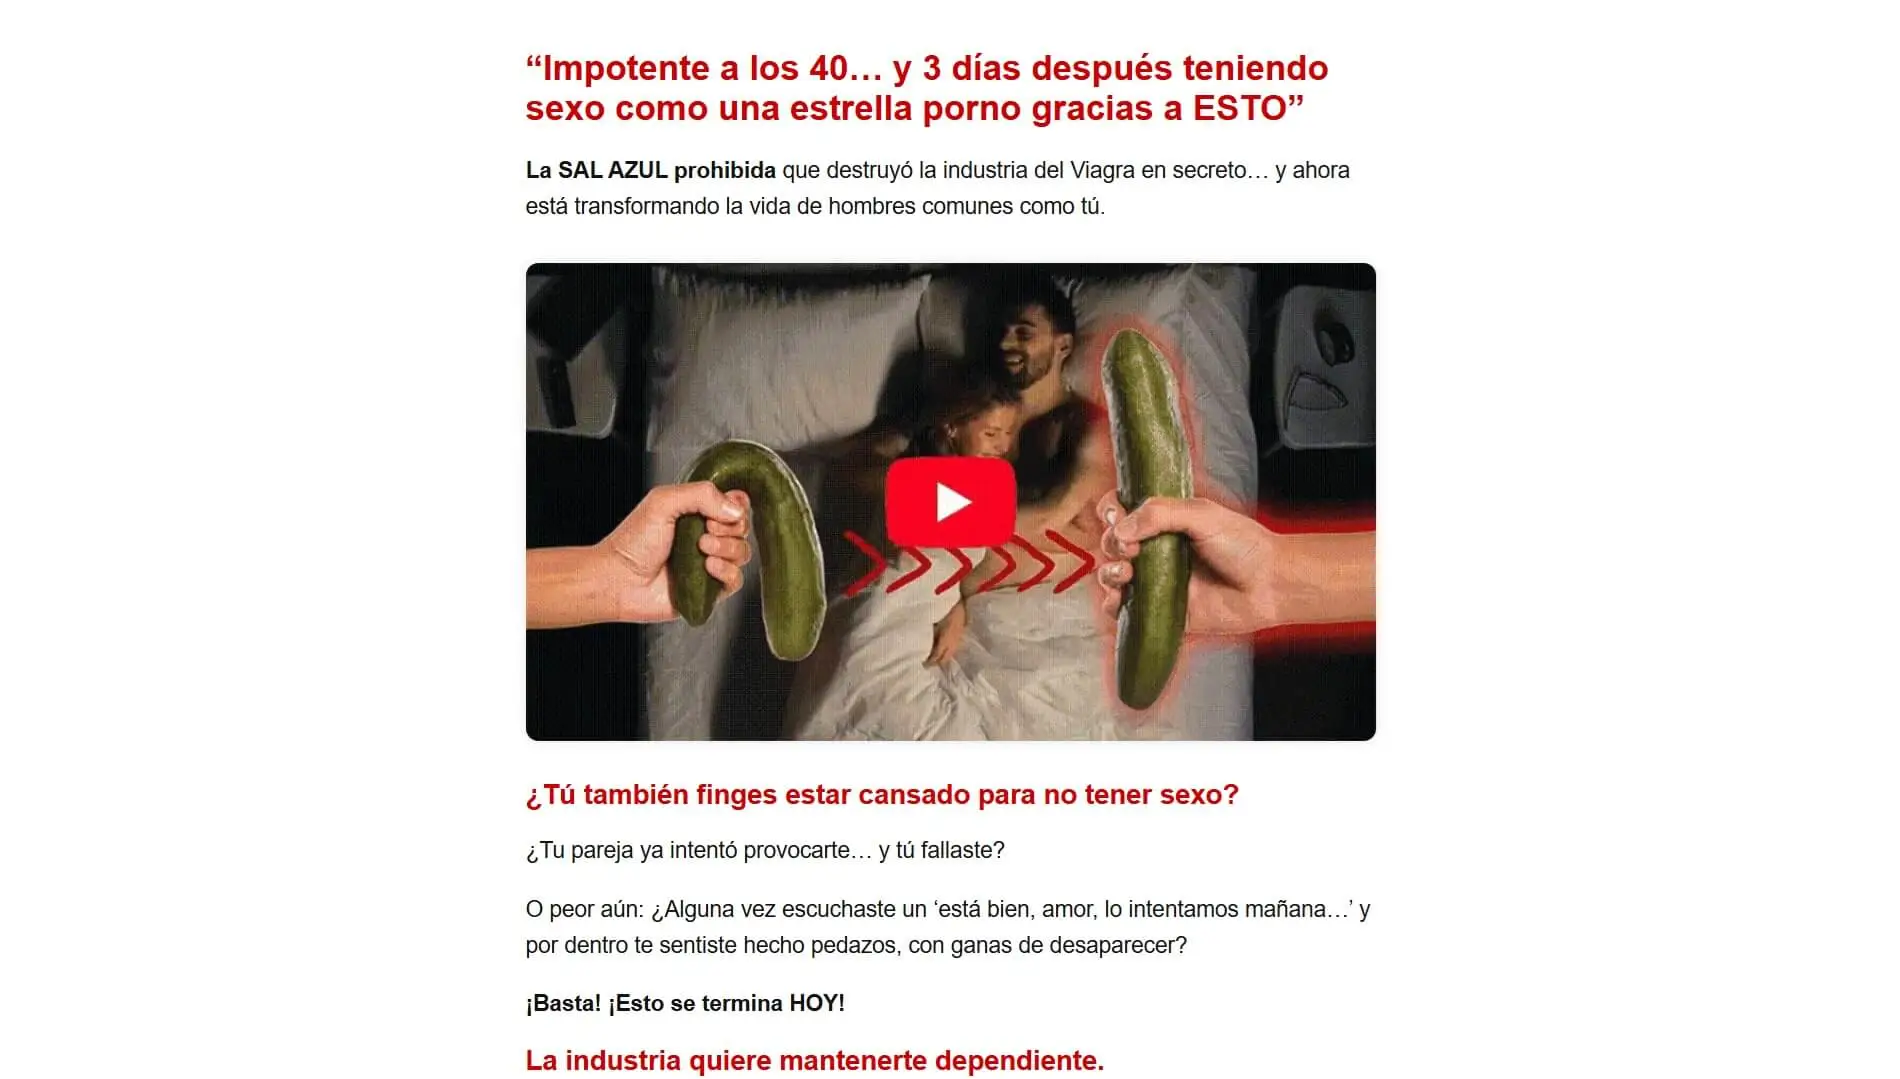 “Impotente a los 40… y 3 días después teniendo
sexo como una estrella porno gracias a ESTO”
La SAL AZUL prohibida que destruyó la industria del Viagra en secreto… y ahora
está transformando la vida de hombres comunes como tú.
¿Tú también finges estar cansado para no tener sexo?
¿Tu pareja ya intentó provocarte… y tú fallaste?
O peor aún: ¿Alguna vez escuchaste un ‘está bien, amor, lo intentamos mañana…’ y
por dentro te sentiste hecho pedazos, con ganas de desaparecer?
¡Basta! ¡Esto se termina HOY!
La industria quiere mantenerte dependiente.